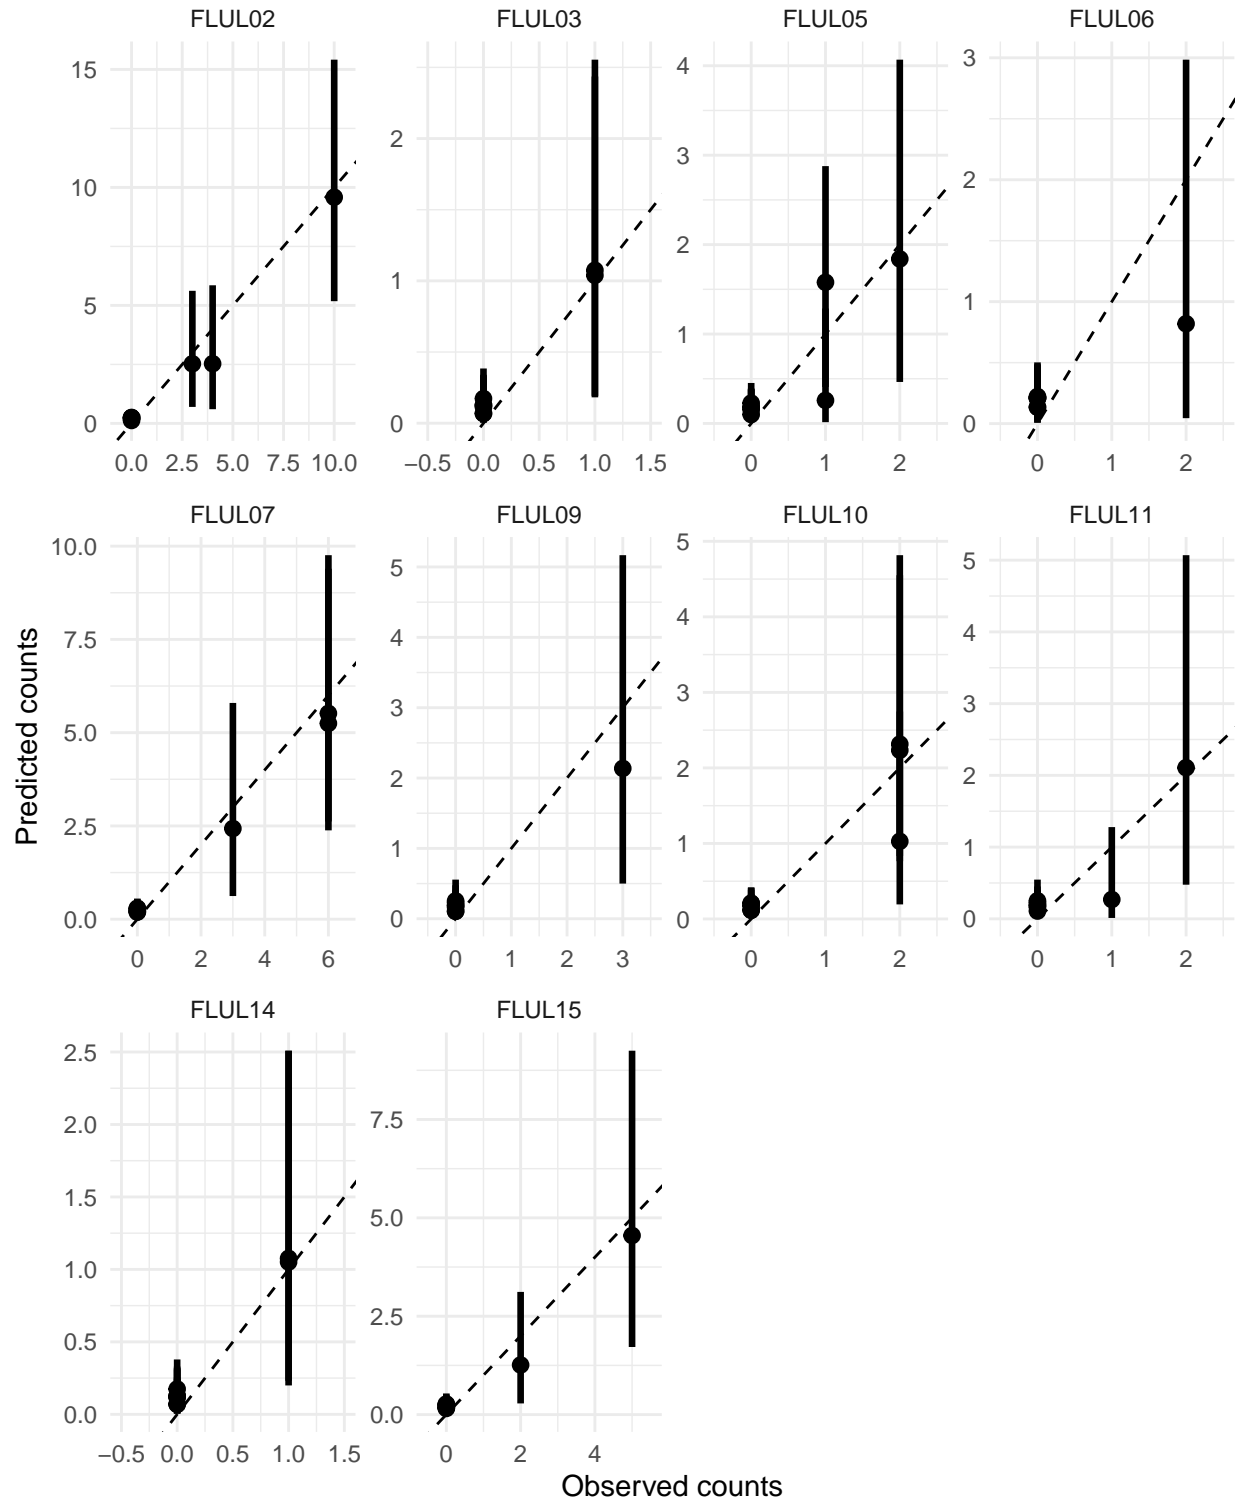 FLUL02 FLUL03 FLUL05 FLUL06
15 10 5 0
0.0 2.5 5.0 7.5 10.0
2 1 0
−0.5 0.0 0.5 1.0 1.5
4 3 2 1 0
0 1 2
3 2 1 0
0 2
FLUL07 FLUL09 FLUL10 FLUL11
10.0 7.5 5.0 2.5 0.0
0 2 4 6
5 4 3 2 1 0
0 1 2 3
5 4 3 2 1 0
0 1 2
5 4 3 2 1 0
0 1 2
FLUL14 FLUL15
2.5 2.0 1.5 1.0 0.5 0.0
−0.5 0.0 0.5 1.0 1.5
7.5 5.0 2.5 0.0
0 2 4
Predicted counts
Observed counts